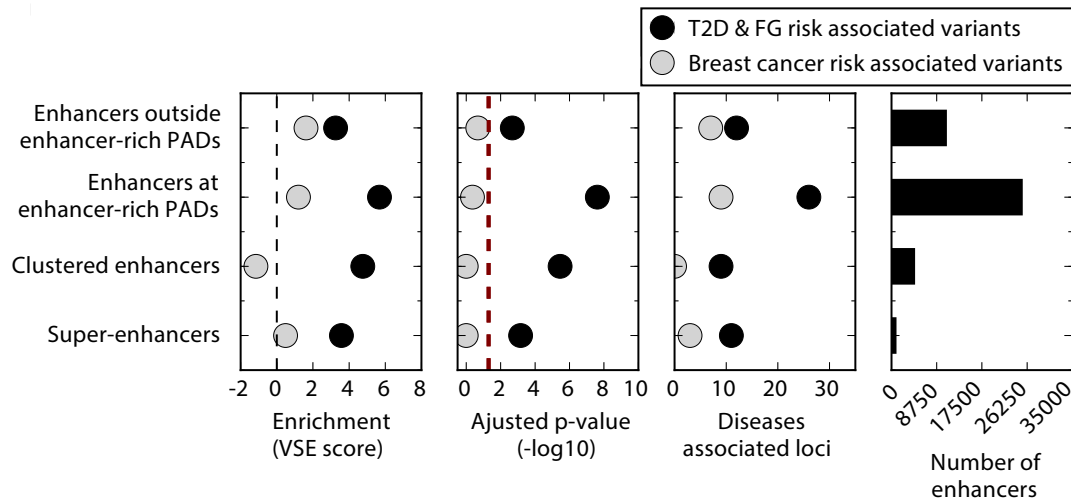 T2D & FG risk associated variants
Breast cancer risk associated variants
Enhancers outside
enhancer-rich PADs
Enhancers at
enhancer-rich PADs
Clustered enhancers
Super-enhancers
-2 0 2 4 6 8
0 2 4 6 8 10
0 10 20 30
0 8750 17500 26250 35000
Enrichment
(VSE score)
Ajusted p-value
(-log10)
Diseases
associated loci
Number of
enhancers